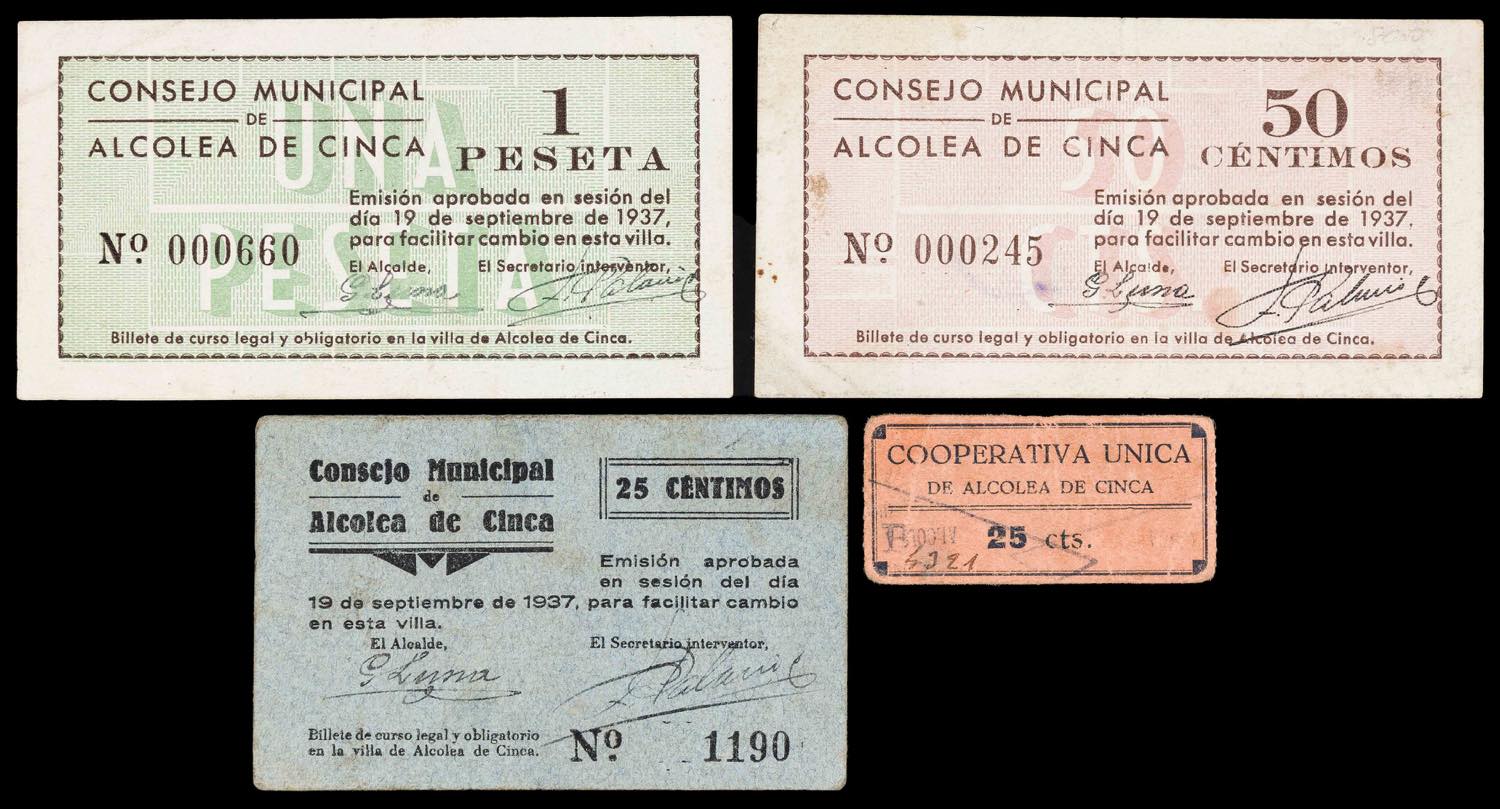 CONSEJO MUNICIPAL
DE
ALCOLEA DE CINCA
1
PESETA
UNA
PESETA
Emisión aprobada en sesión del
día 19 de septiembre de 1937,
para facilitar cambio en esta villa.
Nº 000660
El Alcalde, El Secretario interventor,
G. Luna
Billete de curso legal y obligatorio en la villa de Alcolea de Cinca.
CONSEJO MUNICIPAL
DE
ALCOLEA DE CINCA
50
CÉNTIMOS
50
CTS.
Emisión aprobada en sesión del
día 19 de septiembre de 1937,
para facilitar cambio en esta villa.
Nº 000245
El Alcalde, El Secretario interventor,
G. Luna
Billete de curso legal y obligatorio en la villa de Alcolea de Cinca.
Consejo Municipal
de
Alcolea de Cinca
25 CÉNTIMOS
Emisión aprobada
en sesión del día
19 de septiembre de 1937, para facilitar cambio
en esta villa.
El Alcalde, El Secretario interventor,
G Luna
Billete de curso legal y obligatorio
en la villa de Alcolea de Cinca.
Nº 1190
COOPERATIVA UNICA
DE ALCOLEA DE CINCA
25 cts.